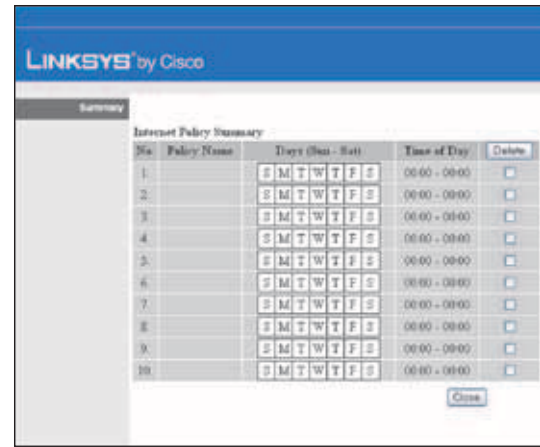 LINKSYS by Cisco
Summary
Internet Policy Summary
No. Policy Name Days (Sun - Sat) Time of Day Delete
1. S M T W T F S 00:00 - 00:00
2. S M T W T F S 00:00 - 00:00
3. S M T W T F S 00:00 - 00:00
4. S M T W T F S 00:00 - 00:00
5. S M T W T F S 00:00 - 00:00
6. S M T W T F S 00:00 - 00:00
7. S M T W T F S 00:00 - 00:00
8. S M T W T F S 00:00 - 00:00
9. S M T W T F S 00:00 - 00:00
10. S M T W T F S 00:00 - 00:00
Close